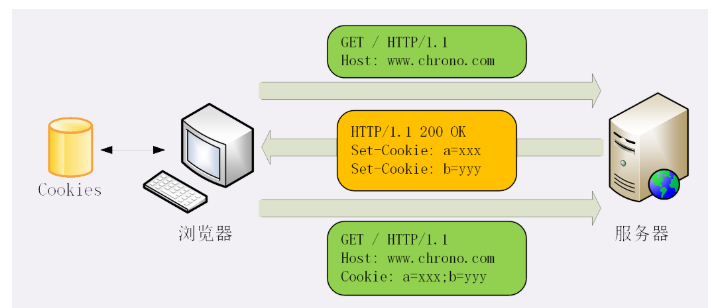 GET / HTTP/1.1
Host: www.chrono.com
HTTP/1.1 200 OK
Set-Cookie: a=xxx
Set-Cookie: b=yyy
Cookies
浏览器
服务器
GET / HTTP/1.1
Host: www.chrono.com
Cookie: a=xxx;b=yyy